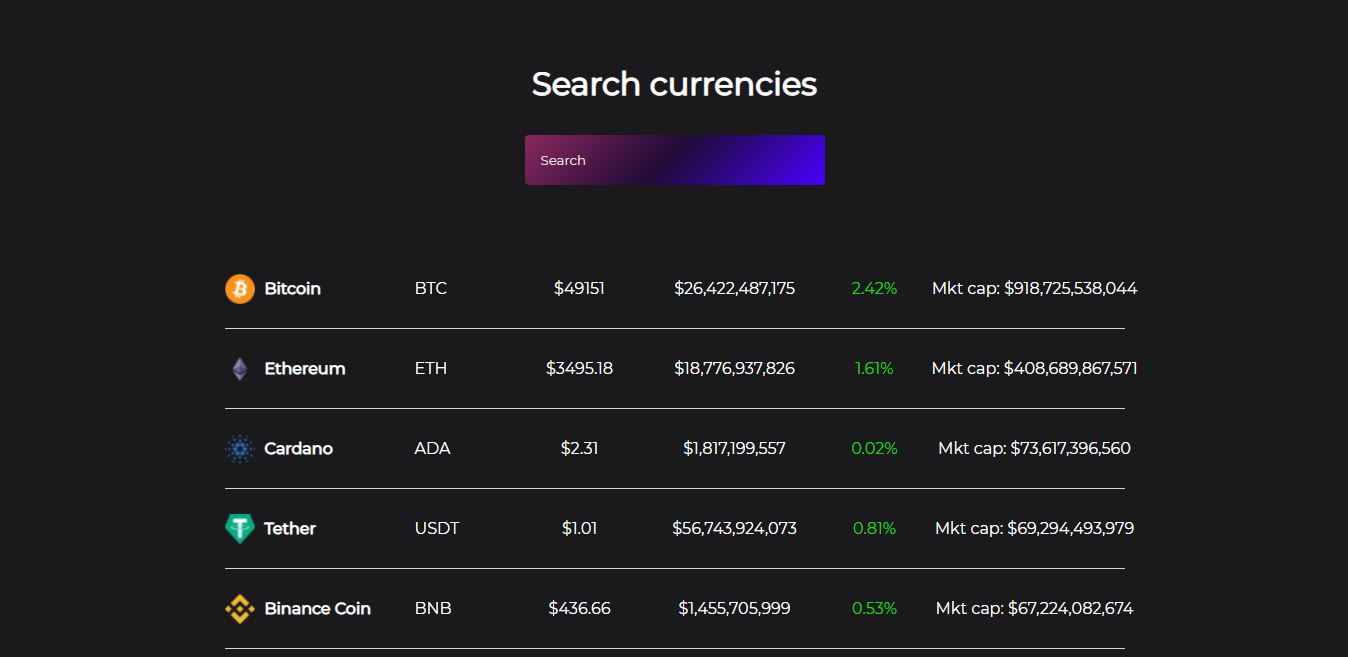 Search currencies
Search
Bitcoin BTC $49151 $26,422,487,175 2.42% Mkt cap: $918,725,538,044
Ethereum ETH $3495.18 $18,776,937,826 1.61% Mkt cap: $408,689,867,571
Cardano ADA $2.31 $1,817,199,557 0.02% Mkt cap: $73,617,396,560
Tether USDT $1.01 $56,743,924,073 0.81% Mkt cap: $69,294,493,979
Binance Coin BNB $436.66 $1,455,705,999 0.53% Mkt cap: $67,224,082,674